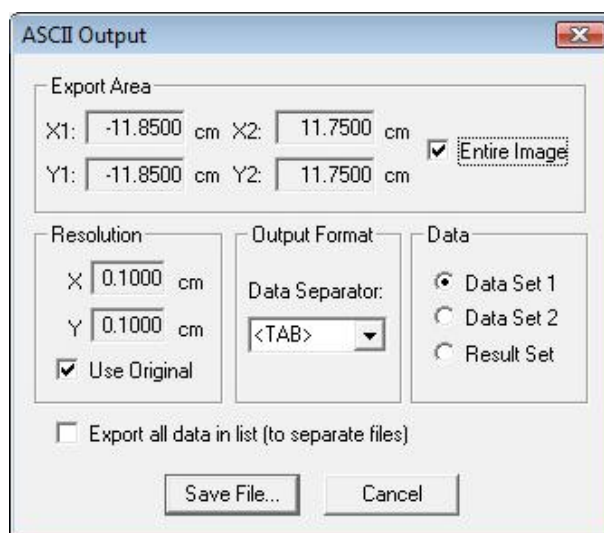 ASCII Output
Export Area
X1: -11.8500 cm X2: 11.7500 cm
Entire Image
Y1: -11.8500 cm Y2: 11.7500 cm
Resolution
X 0.1000 cm
Y 0.1000 cm
Use Original
Output Format
Data Separator:
<TAB>
Data
Data Set 1
Data Set 2
Result Set
Export all data in list (to separate files)
Save File... Cancel